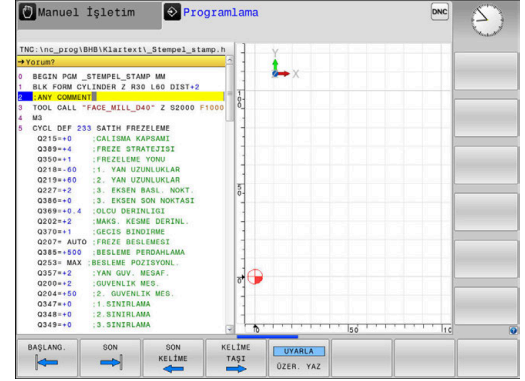 Manuel İşletim
Programlama
DNC
TNC:\nc_prog\BHB\Klartext\_Stempel_stamp.h
→Yorum?
0 BEGIN PGM _STEMPEL_STAMP MM
1 BLK FORM CYLINDER Z R30 L60 DIST+2
2 ;ANY COMMENT
3 TOOL CALL "FACE_MILL_D40" Z S2000 F1000
4 M3
5 CYCL DEF 233 SATIH FREZELEME
Q215=+0 ;CALISMA KAPSAMI
Q389=+4 ;FREZE STRATEJISI
Q350=+1 ;FREZELEME YONU
Q218=-60 ;1. YAN UZUNLUKLAR
Q219=+60 ;2. YAN UZUNLUKLAR
Q227=+2 ;3. EKSEN BASL. NOKT.
Q386=+0 ;3. EKSEN SON NOKTASI
Q369=+0.4 ;OLCU DERINLIGI
Q202=+2 ;MAKS. KESME DERINL.
Q370=+1 ;GECIS BINDIRME
Q207= AUTO ;FREZE BESLEMESI
Q385=+500 ;BESLEME PERDAHLAMA
Q253= MAX ;BESLEME POZISYONL.
Q357=+2 ;YAN GUV. MESAF.
Q200=+2 ;GUVENLIK MES.
Q204=+50 ;2. GUVENLIK MES.
Q347=+0 ;1.SINIRLAMA
Q348=+0 ;2.SINIRLAMA
Q349=+0 ;3.SINIRLAMA
Y
X
BAŞLANG.
SON
SON KELİME
KELİME TAŞI
UYARLA
ÜZER. YAZ